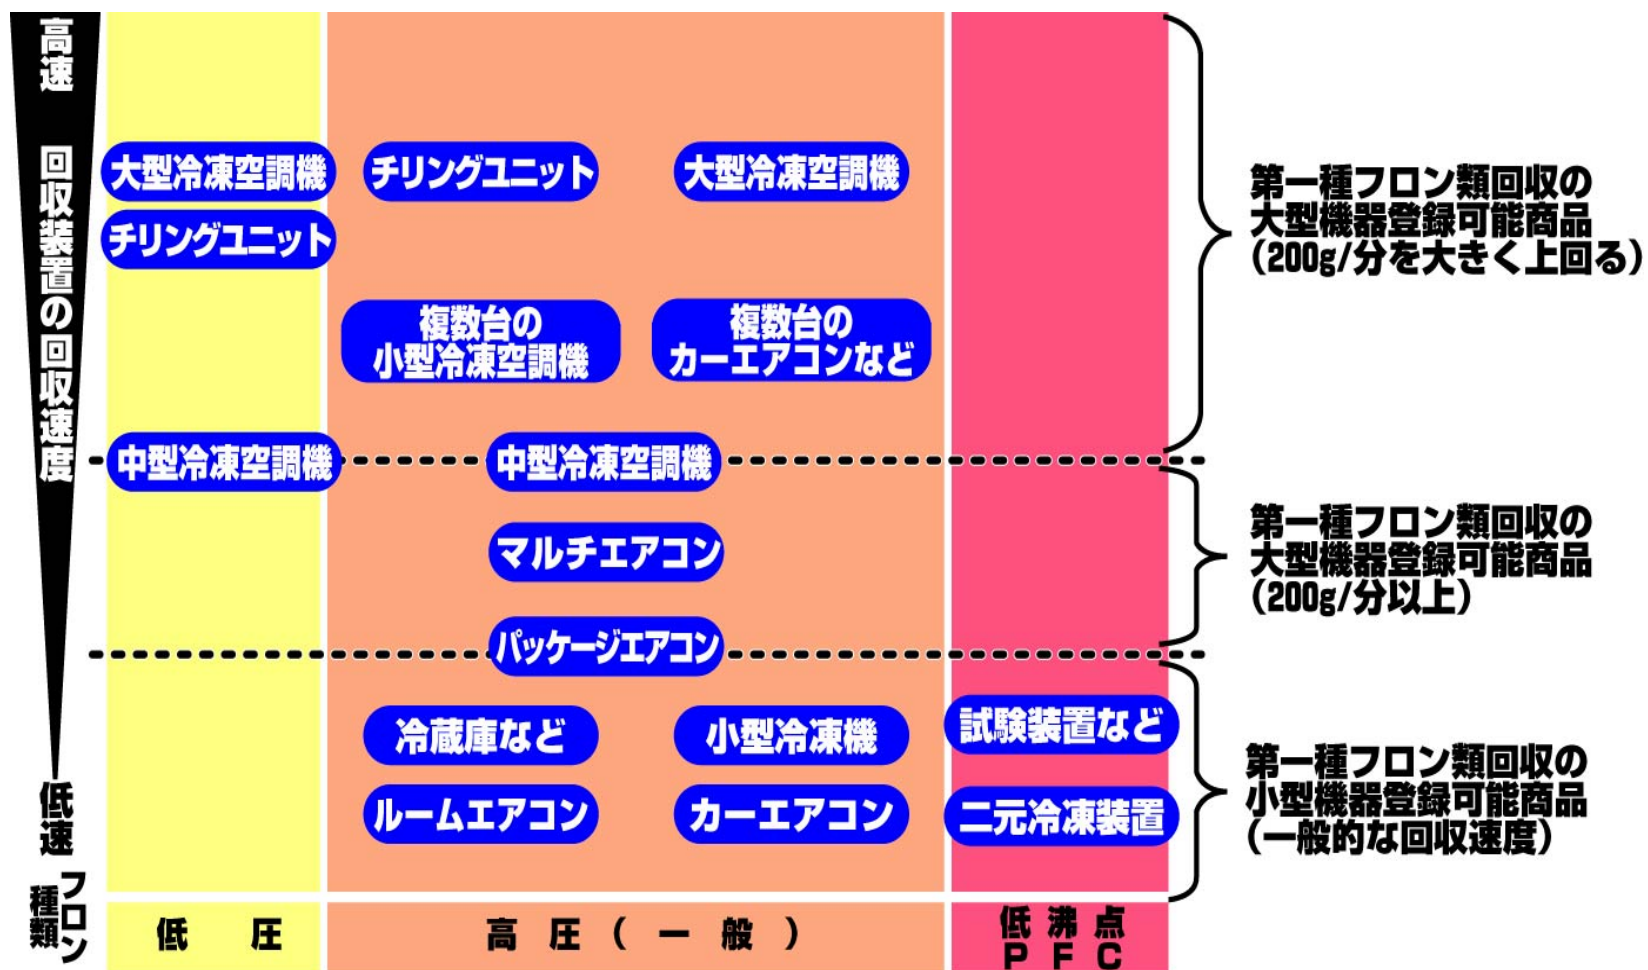 高速
回収装置の回収速度
低速
フロン
種類
大型冷凍空調機
チリングユニット
大型冷凍空調機
チリングユニット
複数台の
小型冷凍空調機
複数台の
カーエアコンなど
中型冷凍空調機
中型冷凍空調機
マルチエアコン
パッケージエアコン
冷蔵庫など
小型冷凍機
試験装置など
ルームエアコン
カーエアコン
二元冷凍装置
低圧
高圧(一般)
低沸点
PFC
第一種フロン類回収の
大型機器登録可能商品
(200g/分を大きく上回る)
第一種フロン類回収の
大型機器登録可能商品
(200g/分以上)
第一種フロン類回収の
小型機器登録可能商品
(一般的な回収速度)